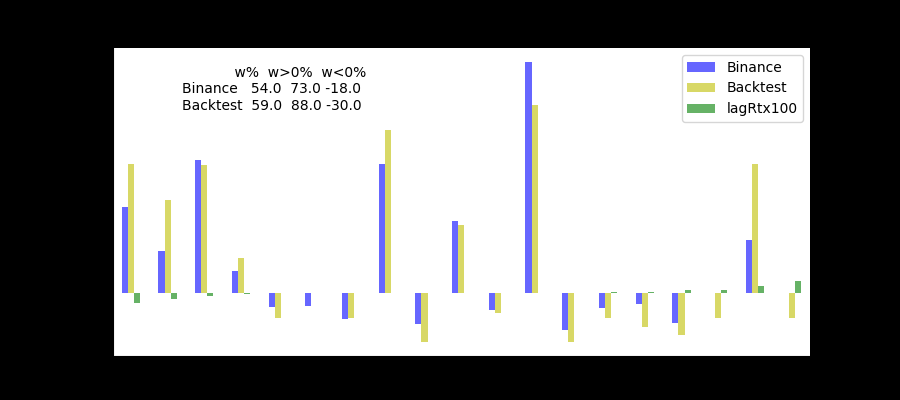 w%  w>0%  w<0%
Binance   54.0  73.0 -18.0
Backtest  59.0  88.0 -30.0
Binance
Backtest
lagRtx100